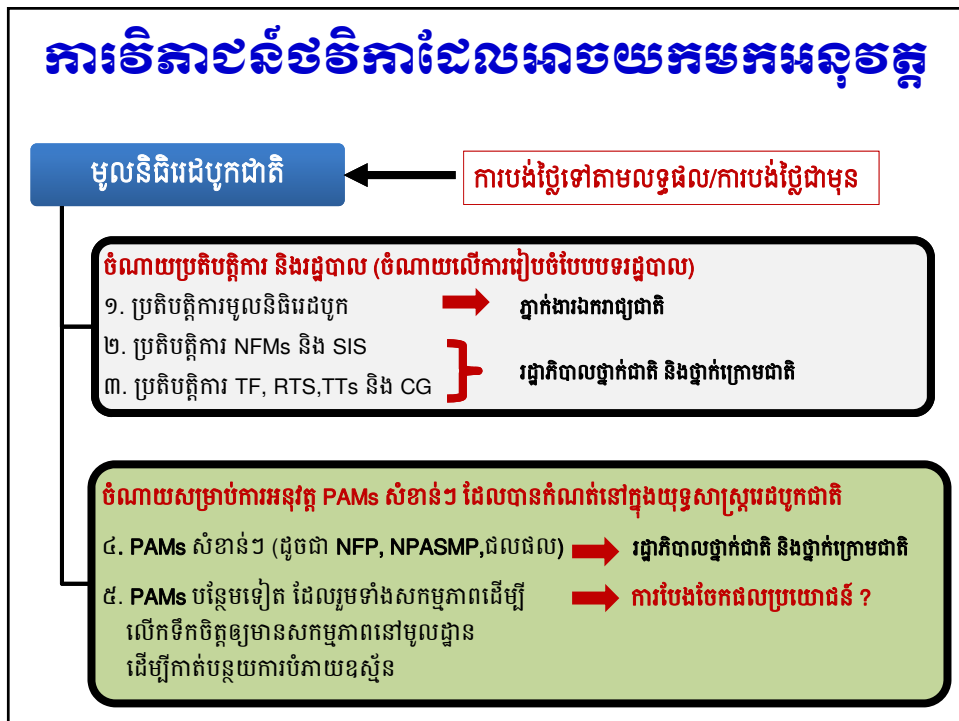 ការវិភាជន៍ថវិកាដែលអាចយកមកអនុវត្ត
មូលនិធិរេដបូកជាតិ
ការបង់ថ្លៃទៅតាមលទ្ធផល/ការបង់ថ្លៃជាមុន
ចំណាយប្រតិបត្តិការ និងរដ្ឋបាល (ចំណាយលើការរៀបចំបែបបទរដ្ឋបាល)
១. ប្រតិបត្តិការមូលនិធិរេដបូក
ភ្នាក់ងារឯករាជ្យជាតិ
២. ប្រតិបត្តិការ NFMs និង SIS
៣. ប្រតិបត្តិការ TF, RTS,TTs និង CG
រដ្ឋាភិបាលថ្នាក់ជាតិ និងថ្នាក់ក្រោមជាតិ
ចំណាយសម្រាប់ការអនុវត្ត PAMs សំខាន់ៗ ដែលបានកំណត់នៅក្នុងយុទ្ធសាស្ត្ររេដបូកជាតិ
៤. PAMs សំខាន់ៗ (ដូចជា NFP, NPASMP,ជលផល)
រដ្ឋាភិបាលថ្នាក់ជាតិ និងថ្នាក់ក្រោមជាតិ
៥. PAMs បន្ថែមទៀត ដែលរួមទាំងសកម្មភាពដើម្បី
ការបែងចែកផលប្រយោជន៍ ?
លើកទឹកចិត្តឲ្យមានសកម្មភាពនៅមូលដ្ឋាន
ដើម្បីកាត់បន្ថយការបំភាយឧស្ម័ន